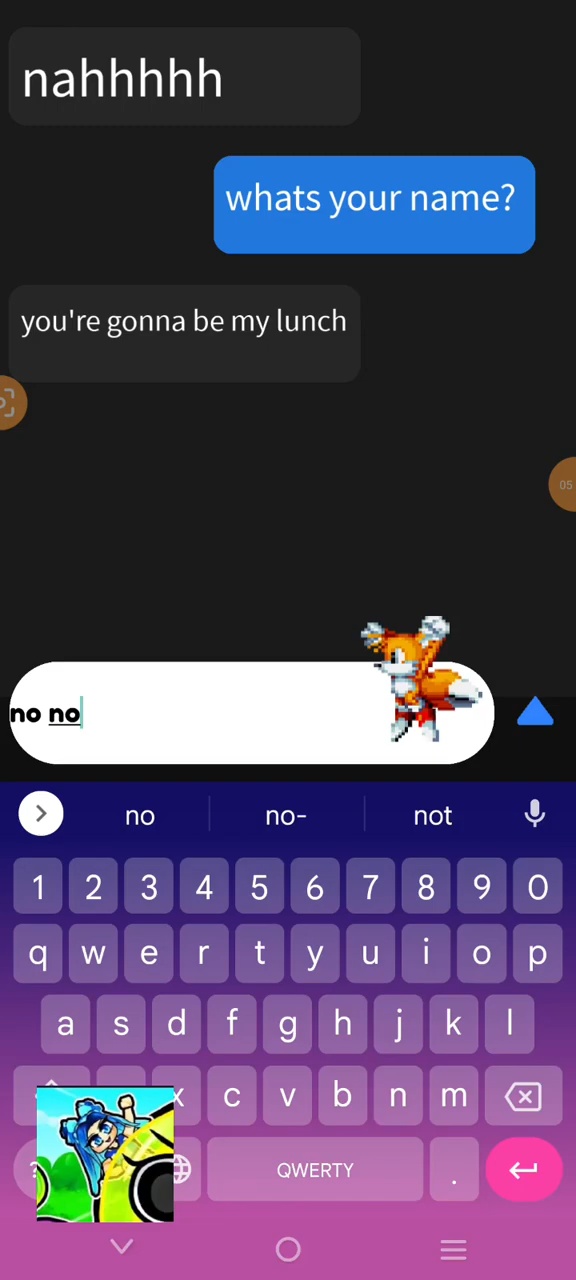 nahhhhh
whats your name?
you're gonna be my lunch
05
no no
no no- not
1 2 3 4 5 6 7 8 9 0
q w e r t y u i o p
a s d f g h j k l
x c v b n m
QWERTY .